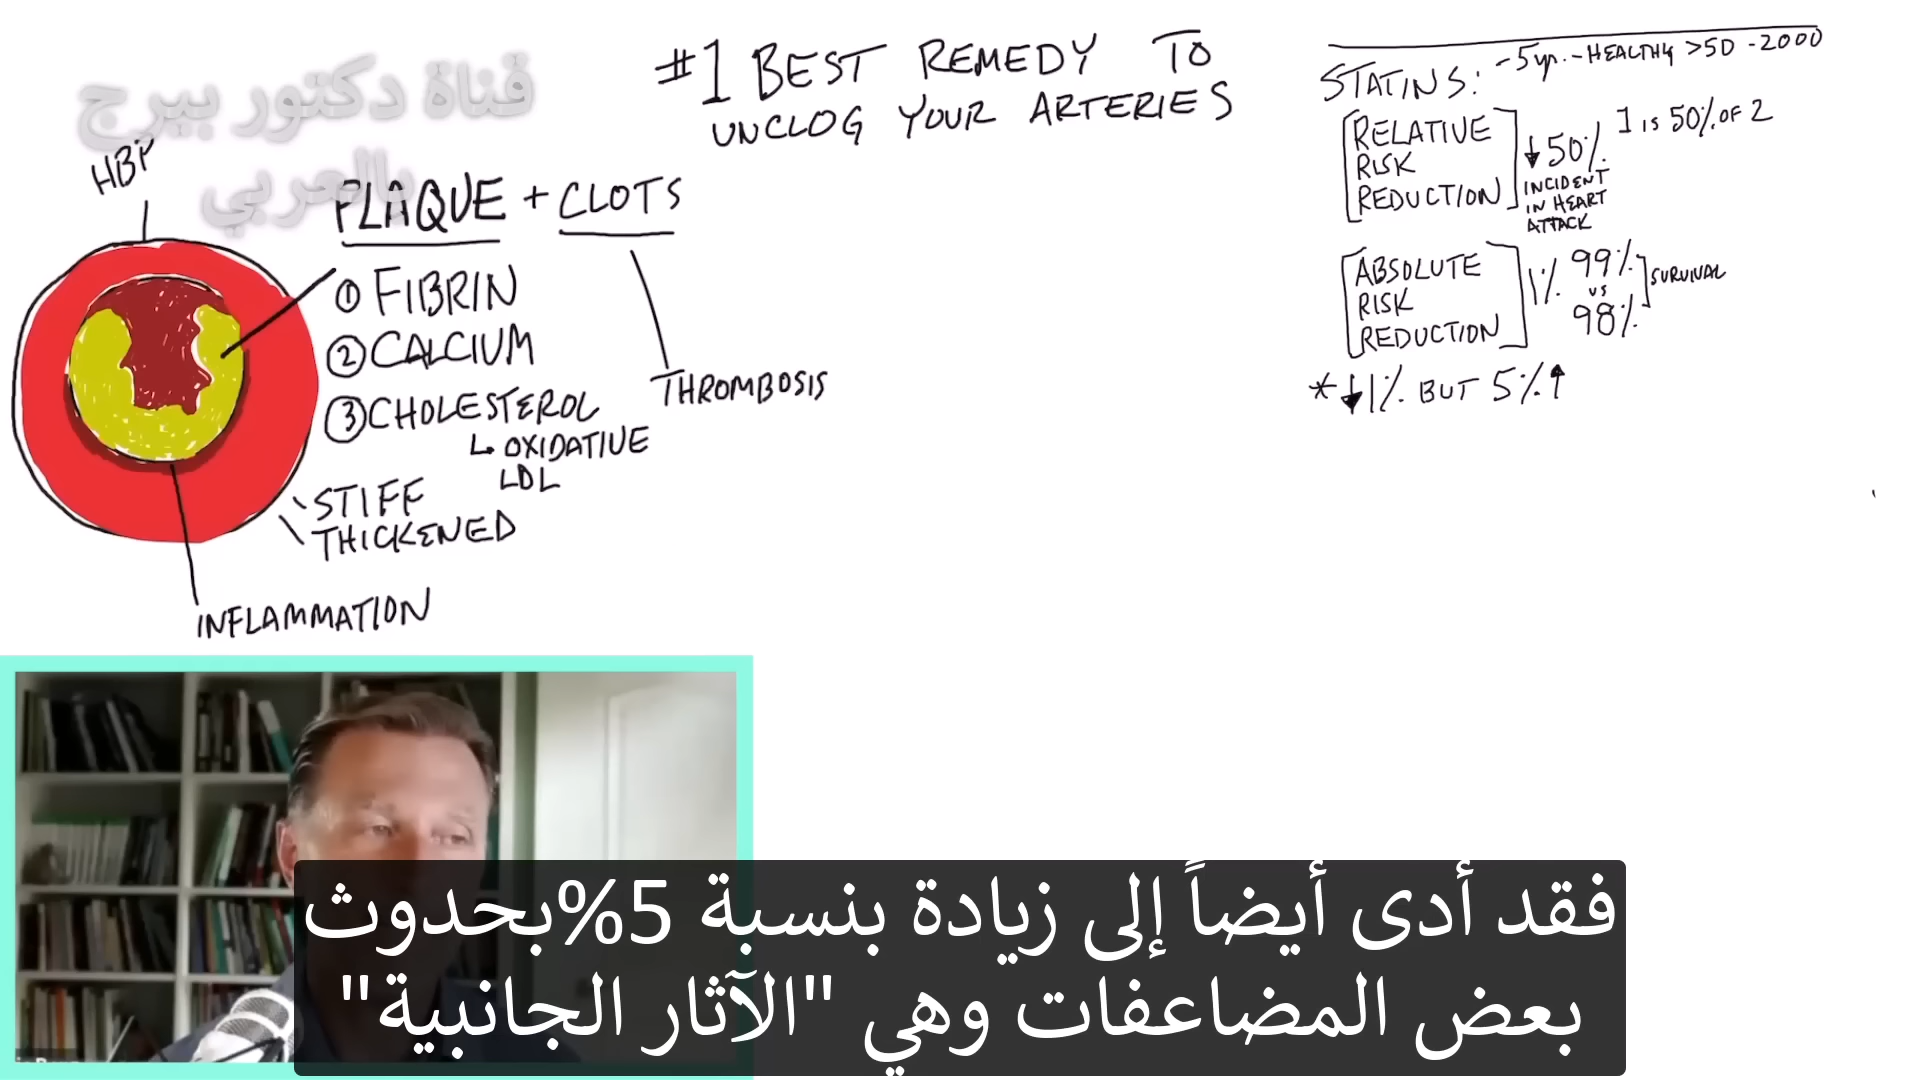 قناة دكتور بيرج
بالعربي
#1 BEST REMEDY TO
UNCLOG YOUR ARTERIES
HBP
PLAQUE + CLOTS
① FIBRIN
② CALCIUM
③ CHOLESTEROL
↳ OXIDATIVE
LDL
THROMBOSIS
STIFF
THICKENED
INFLAMMATION
STATINS: -5yr. -HEALTHY >50 -2000
[RELATIVE
RISK
REDUCTION]
↓50%
INCIDENT
IN HEART
ATTACK
1 IS 50% OF 2
[ABSOLUTE
RISK
REDUCTION]
1%
99%
vs
98%
]SURVIVAL
*↓1% BUT 5%↑
فقد أدى أيضاً إلى زيادة بنسبة 5%بحدوث
بعض المضاعفات وهي "الآثار الجانبية"